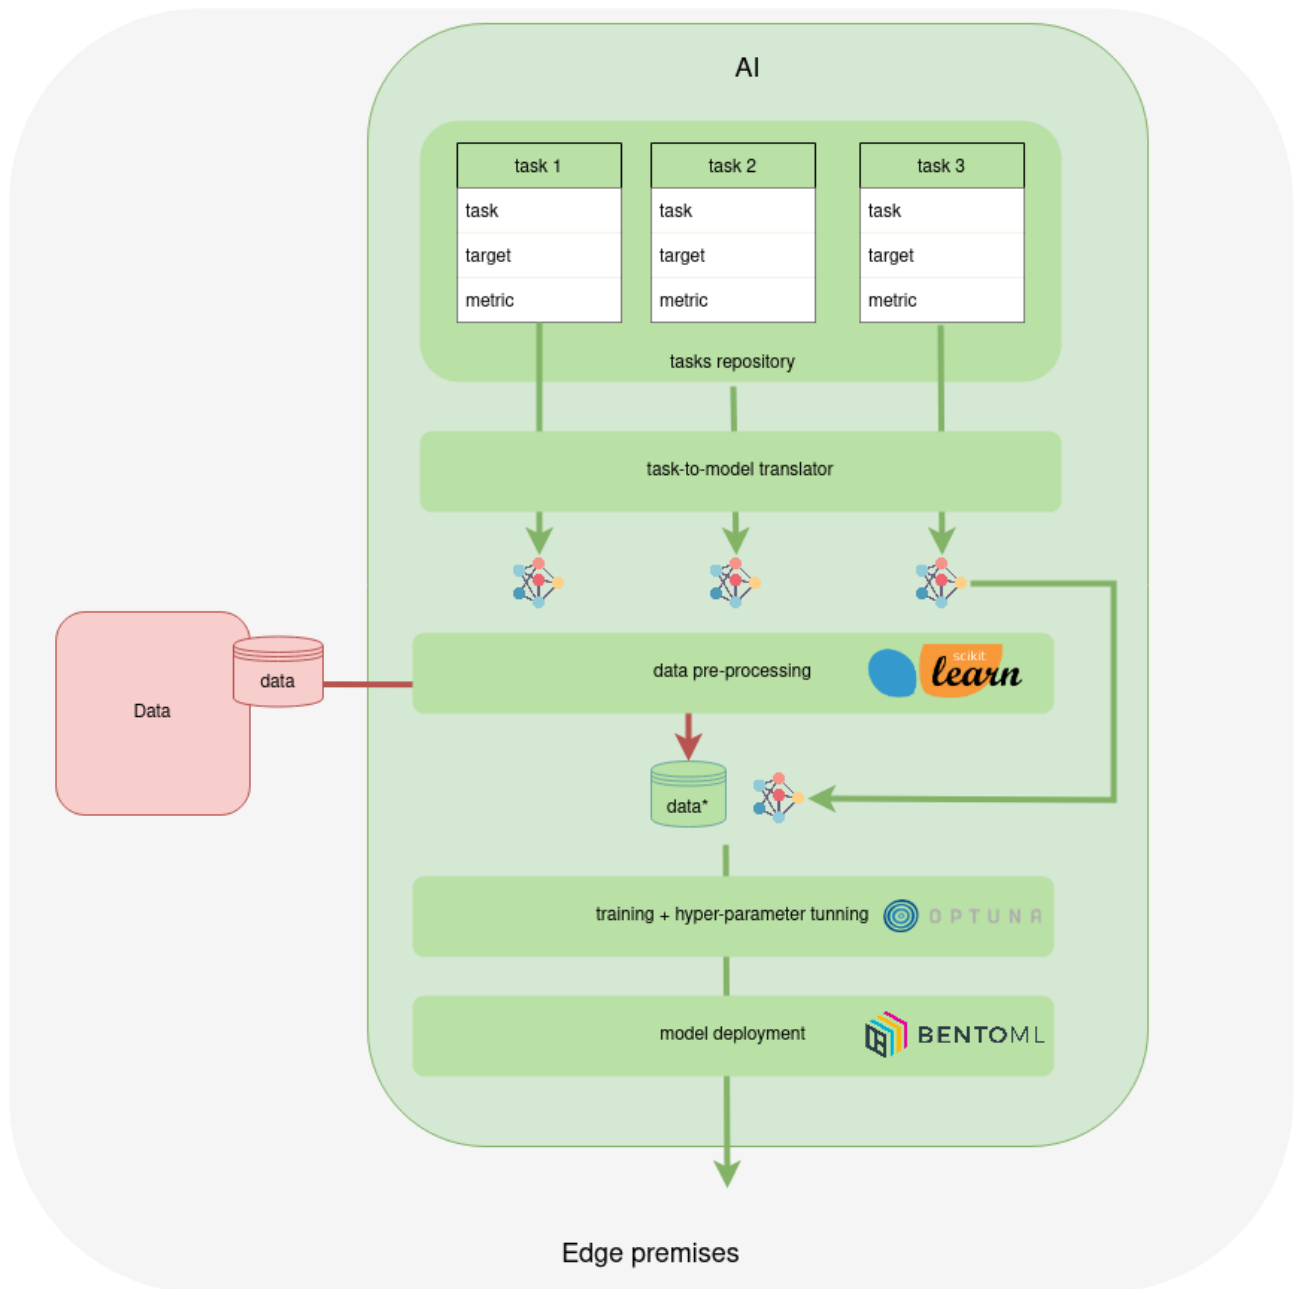 AI
task 1
task
target
metric
task 2
task
target
metric
task 3
task
target
metric
tasks repository
task-to-model translator
data
Data
data pre-processing
scikit
learn
data*
training + hyper-parameter tunning
OPTUNA
model deployment
BENTOML
Edge premises